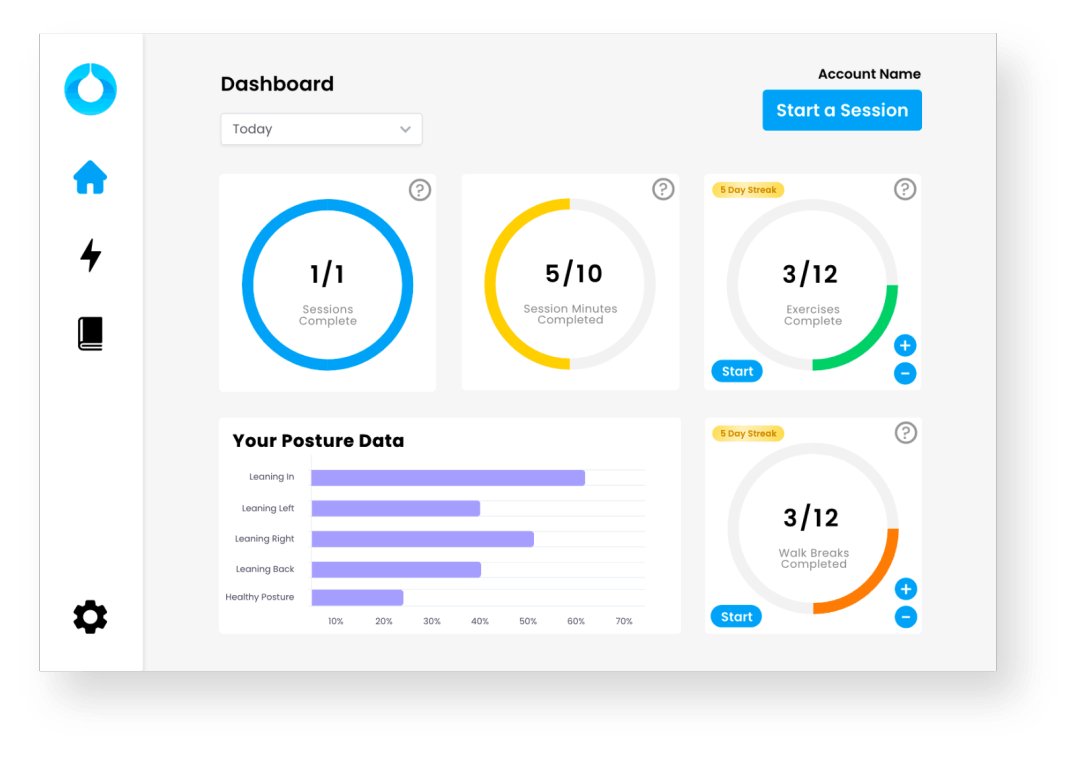 Dashboard
Account Name
Start a Session
Today
1/1
Sessions
Complete
5/10
Session Minutes
Completed
5 Day Streak
3/12
Exercises
Complete
+
Start
−
Your Posture Data
Leaning In
Leaning Left
Leaning Right
Leaning Back
Healthy Posture
10% 20% 30% 40% 50% 60% 70%
5 Day Streak
3/12
Walk Breaks
Completed
+
Start
−